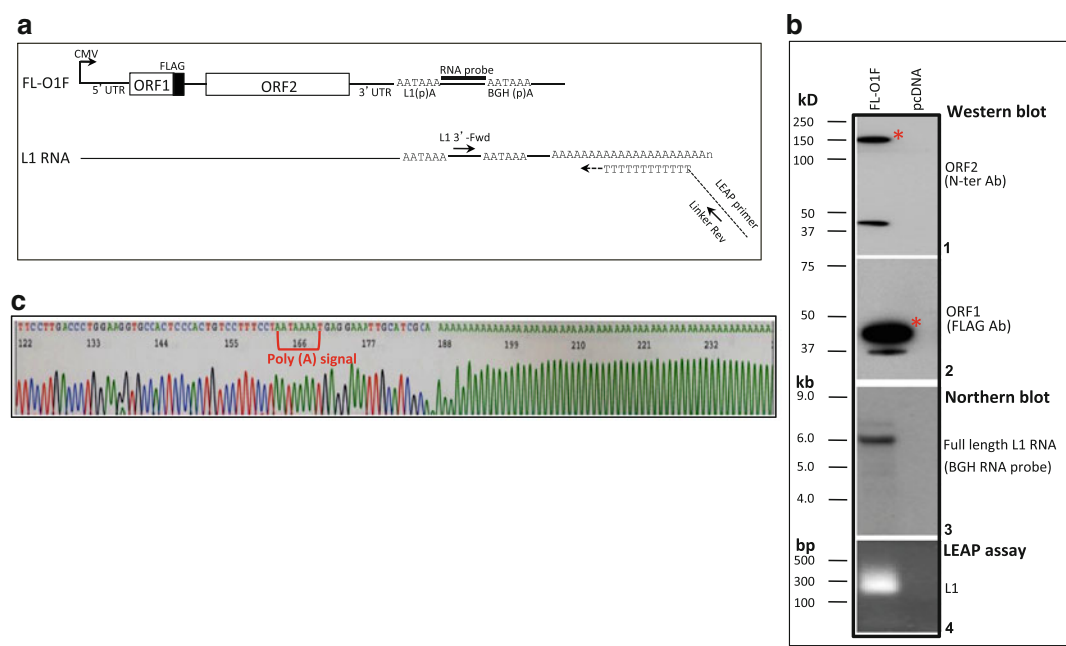 a
CMV
FLAG
FL-O1F
ORF1
ORF2
5' UTR
3' UTR
AATAAA
L1(p)A
RNA probe
AATAAA
BGH (p)A
L1 3'-Fwd
L1 RNA
AATAAA
AATAAA
AAAAAAAAAAAAAAAAAAAAAAn
TTTTTTTTTTTT
LEAP primer
Linker Rev
b
FL-O1F
pcDNA
kD
Western blot
250
150
*
100
ORF2
(N-ter Ab)
50
37
1
75
50
*
ORF1
(FLAG Ab)
37
2
kb
9.0
Northern blot
6.0
Full length L1 RNA
5.0
(BGH RNA probe)
4.0
3
bp
LEAP assay
500
300
L1
100
4
c
TTCCTTGACCCTGGAAGGTGCCACTCCCACTGTCCTTTCCTAATAAAATGAGGAAATTGCATCGCA AAAAAAAAAAAAAAAAAAAAAAAAAAAAAAAAAAAAAAAAAAAAAAAAAAAAAA
122 133 144 155 166 177 188 199 210 221 232
Poly (A) signal